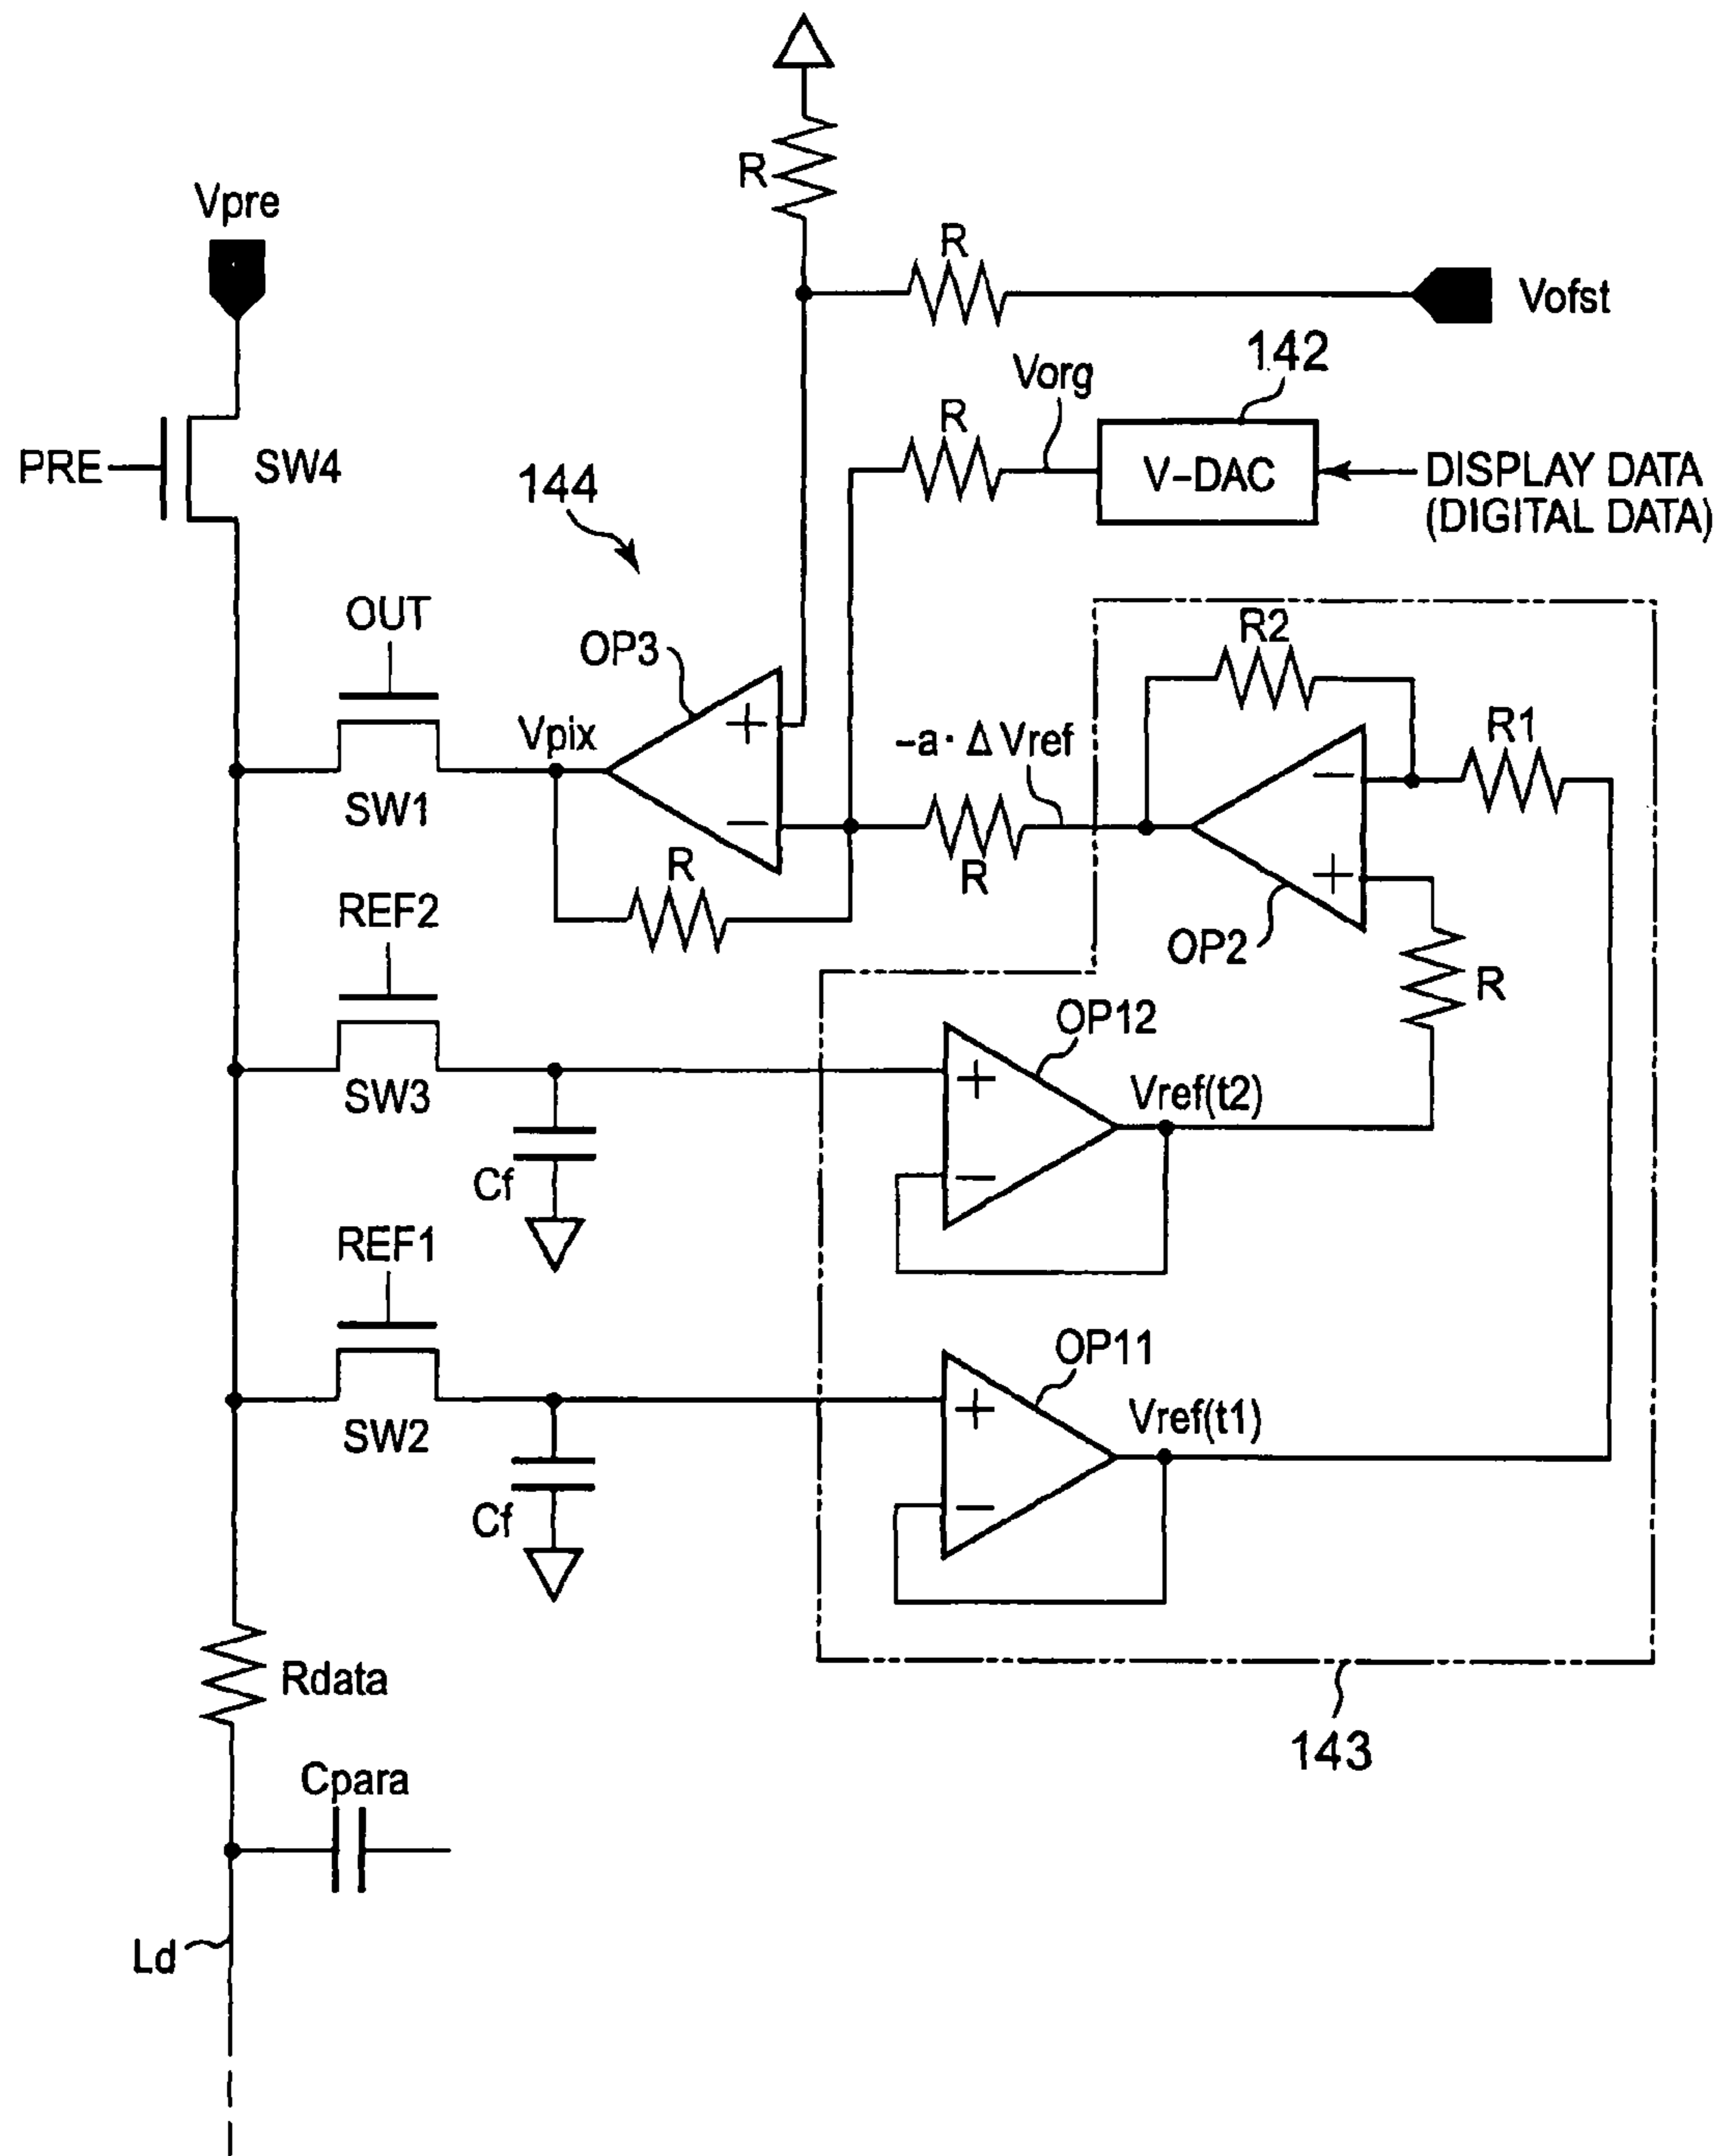 R
Vpre
R
Vofst
142
Vorg
R
PRE
SW4
V-DAC
DISPLAY DATA
(DIGITAL DATA)
144
OUT
OP3
R2
+
Vpix
-a·ΔVref
R1
−
SW1
−
R
R
+
REF2
OP2
R
OP12
+
Vref(t2)
SW3
Cf
−
REF1
OP11
+
Vref(t1)
SW2
Cf
−
Rdata
143
Cpara
Ld